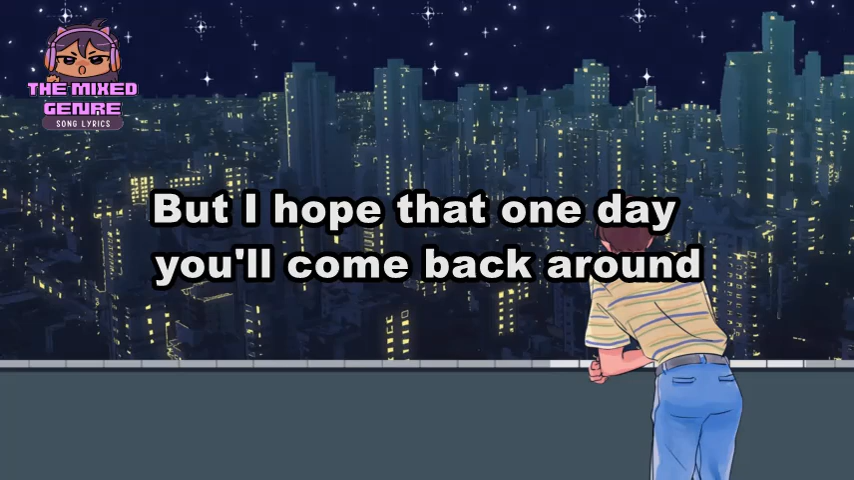 THE MIXED
GENRE
SONG LYRICS
But I hope that one day
you'll come back around